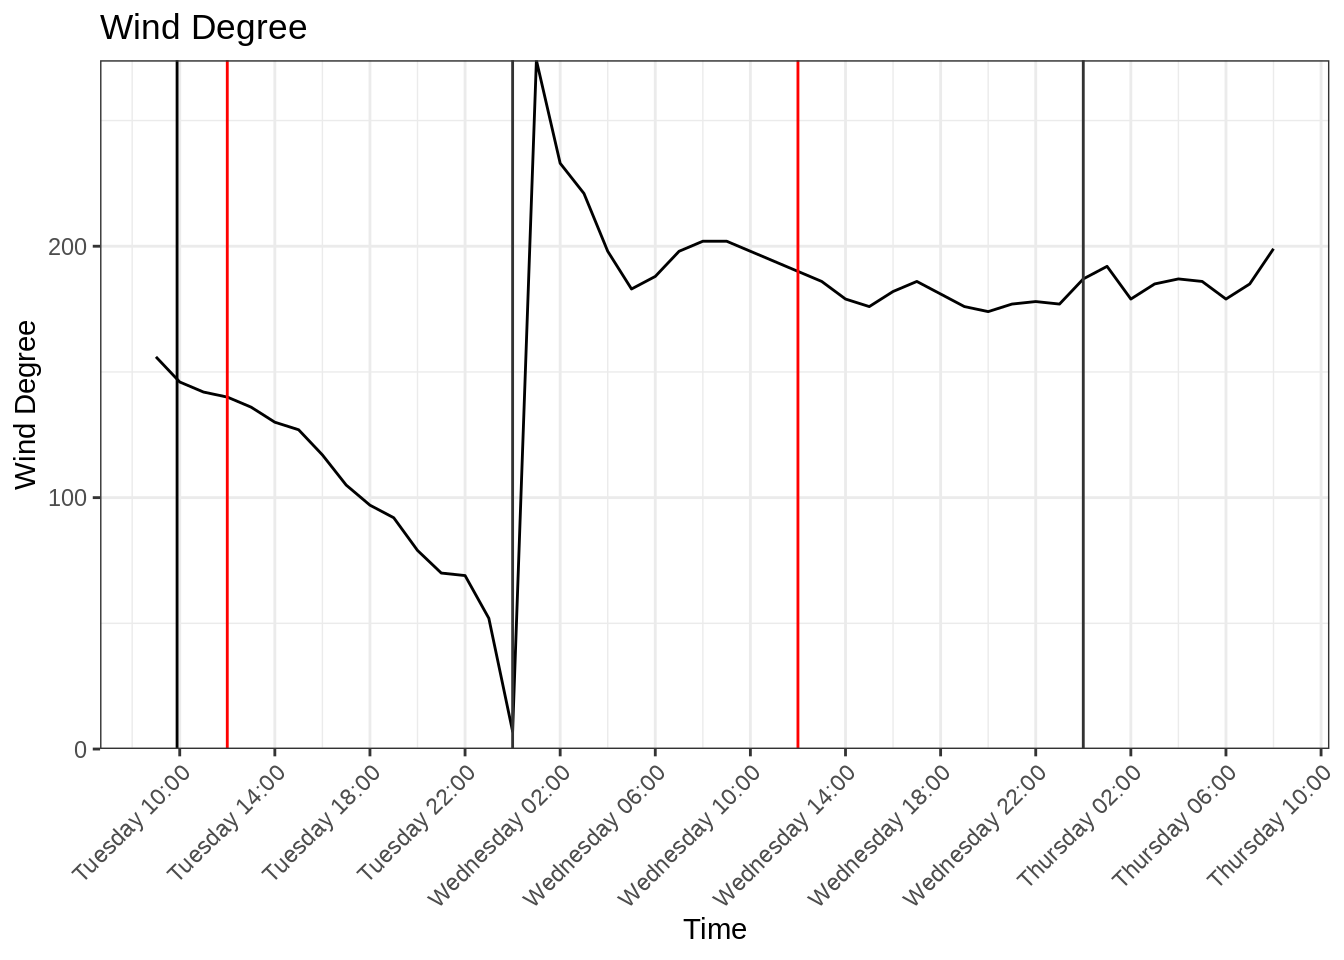 Wind Degree
Wind Degree
200
100
0
Tuesday 10:00
Tuesday 14:00
Tuesday 18:00
Tuesday 22:00
Wednesday 02:00
Wednesday 06:00
Wednesday 10:00
Wednesday 14:00
Wednesday 18:00
Wednesday 22:00
Thursday 02:00
Thursday 06:00
Thursday 10:00
Time